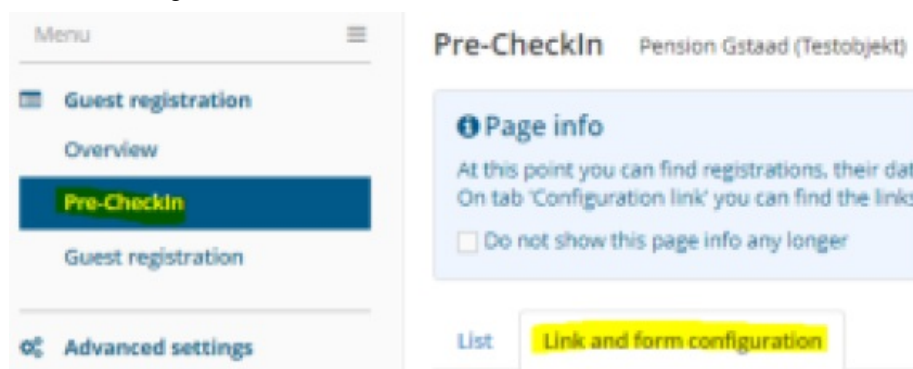 Menu
Guest registration
Overview
Pre-CheckIn
Guest registration
Advanced settings
Pre-CheckIn Pension Gstaad (Testobjekt)
Page info
At this point you can find registrations, their dat
On tab 'Configuration link' you can find the links
Do not show this page info any longer
List Link and form configuration